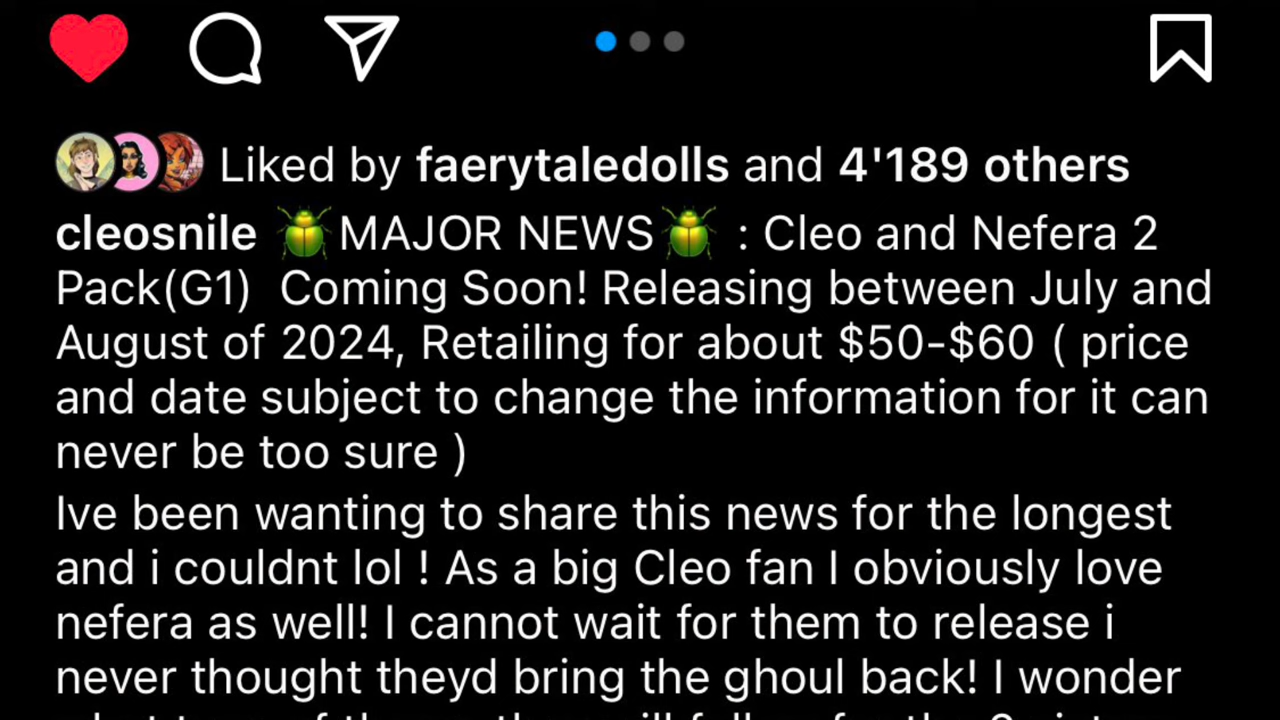 Liked by faerytaledolls and 4'189 others
cleosnile 🪲MAJOR NEWS🪲 : Cleo and Nefera 2
Pack(G1)  Coming Soon! Releasing between July and
August of 2024, Retailing for about $50-$60 ( price
and date subject to change the information for it can
never be too sure )
Ive been wanting to share this news for the longest
and i couldnt lol ! As a big Cleo fan I obviously love
nefera as well! I cannot wait for them to release i
never thought theyd bring the ghoul back! I wonder